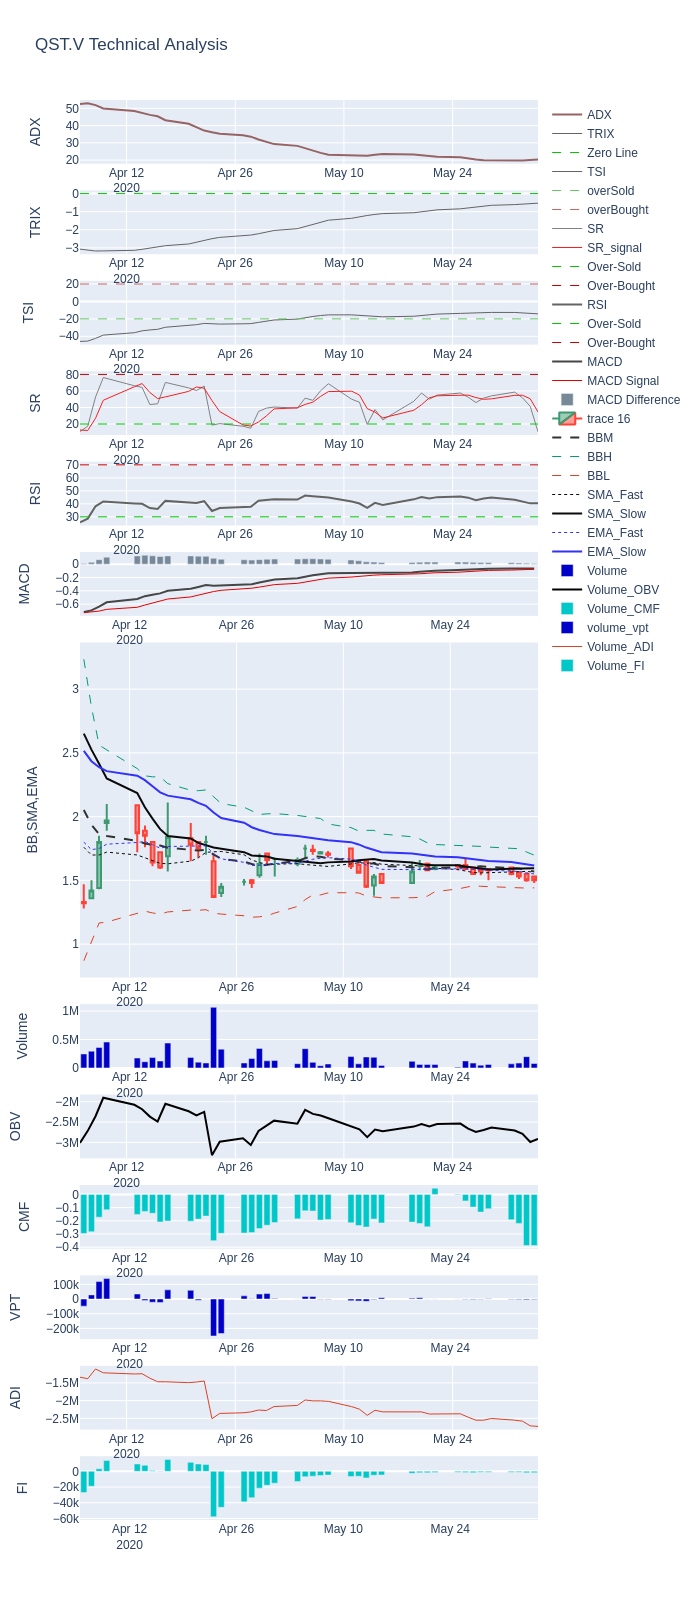 QST.V Technical Analysis
ADX
50
40
30
20
Apr 12
2020
Apr 26
May 10
May 24
TRIX
0
−1
−2
−3
Apr 12
2020
Apr 26
May 10
May 24
TSI
20
0
−20
−40
Apr 12
2020
Apr 26
May 10
May 24
SR
80
60
40
20
Apr 12
2020
Apr 26
May 10
May 24
RSI
70
60
50
40
30
Apr 12
2020
Apr 26
May 10
May 24
MACD
0
−0.2
−0.4
−0.6
Apr 12
2020
Apr 26
May 10
May 24
BB,SMA,EMA
3
2.5
2
1.5
1
Apr 12
2020
Apr 26
May 10
May 24
Volume
1M
0.5M
0
Apr 12
2020
Apr 26
May 10
May 24
OBV
−2M
−2.5M
−3M
Apr 12
2020
Apr 26
May 10
May 24
CMF
0
−0.1
−0.2
−0.3
−0.4
Apr 12
2020
Apr 26
May 10
May 24
VPT
100k
0
−100k
−200k
Apr 12
2020
Apr 26
May 10
May 24
ADI
−1.5M
−2M
−2.5M
Apr 12
2020
Apr 26
May 10
May 24
FI
0
−20k
−40k
−60k
Apr 12
2020
Apr 26
May 10
May 24
ADX
TRIX
Zero Line
TSI
overSold
overBought
SR
SR_signal
Over-Sold
Over-Bought
RSI
Over-Sold
Over-Bought
MACD
MACD Signal
MACD Difference
trace 16
BBM
BBH
BBL
SMA_Fast
SMA_Slow
EMA_Fast
EMA_Slow
Volume
Volume_OBV
Volume_CMF
volume_vpt
Volume_ADI
Volume_FI